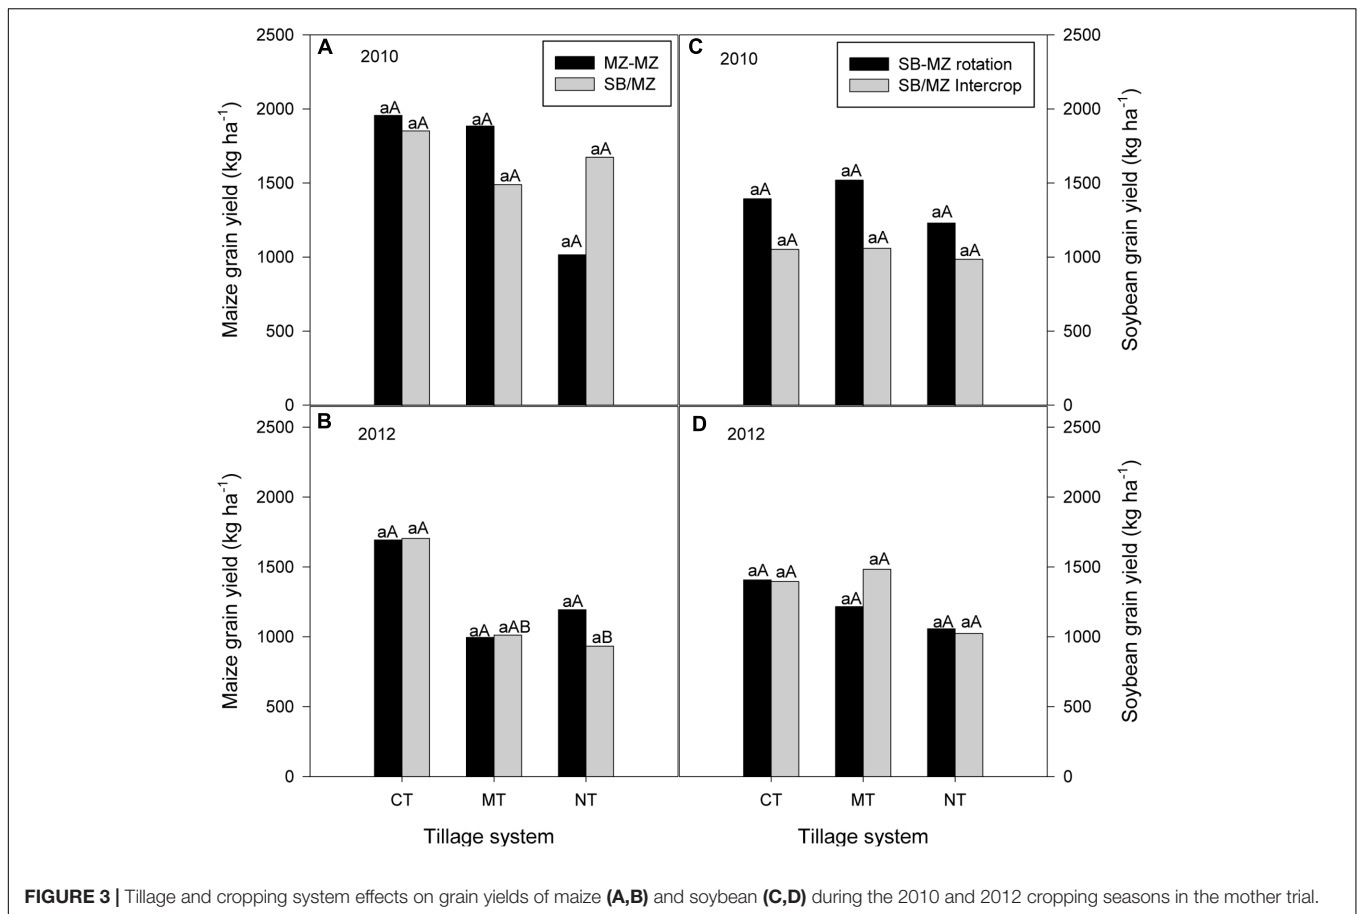 A
2010
MZ-MZ
SB/MZ
2500
2000
1500
1000
500
0
Maize grain yield (kg ha⁻¹)
aA
aA
aA
aA
aA
aA
C
2010
SB-MZ rotation
SB/MZ Intercrop
2500
2000
1500
1000
500
0
Soybean grain yield (kg ha⁻¹)
aA
aA
aA
aA
aA
aA
B
2012
2500
2000
1500
1000
500
0
Maize grain yield (kg ha⁻¹)
aA
aA
aA
aAB
aA
aB
CT
MT
NT
Tillage system
D
2012
2500
2000
1500
1000
500
0
Soybean grain yield (kg ha⁻¹)
aA
aA
aA
aA
aA
aA
CT
MT
NT
Tillage system
FIGURE 3 | Tillage and cropping system effects on grain yields of maize (A,B) and soybean (C,D) during the 2010 and 2012 cropping seasons in the mother trial.